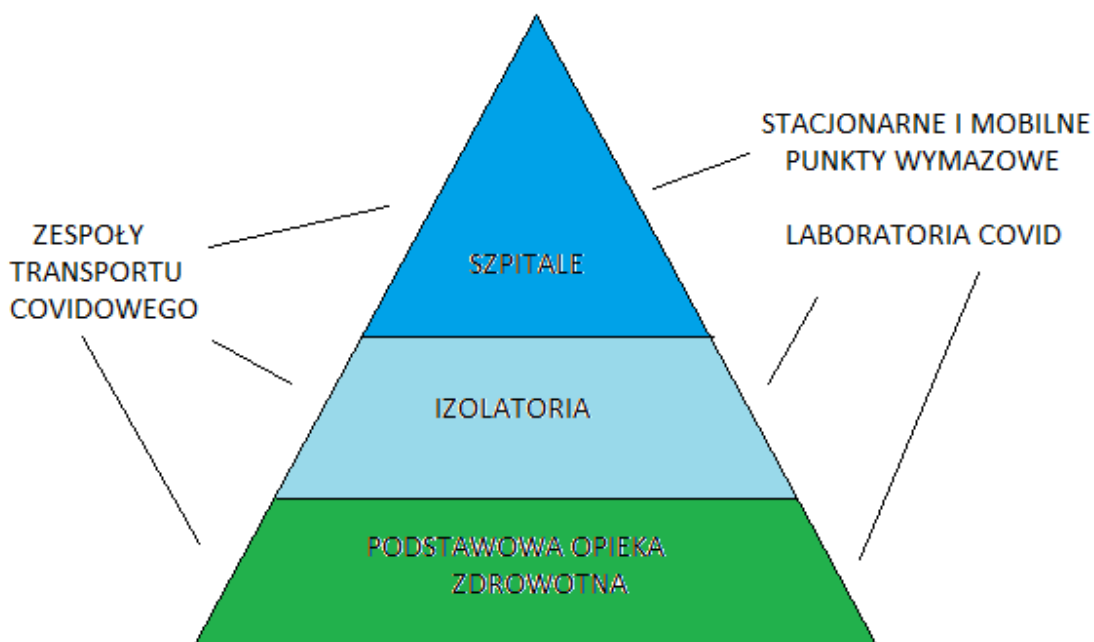 STACJONARNE I MOBILNE
PUNKTY WYMAZOWE
ZESPOŁY
TRANSPORTU
COVIDOWEGO
LABORATORIA COVID
SZPITALE
IZOLATORIA
PODSTAWOWA OPIEKA
ZDROWOTNA